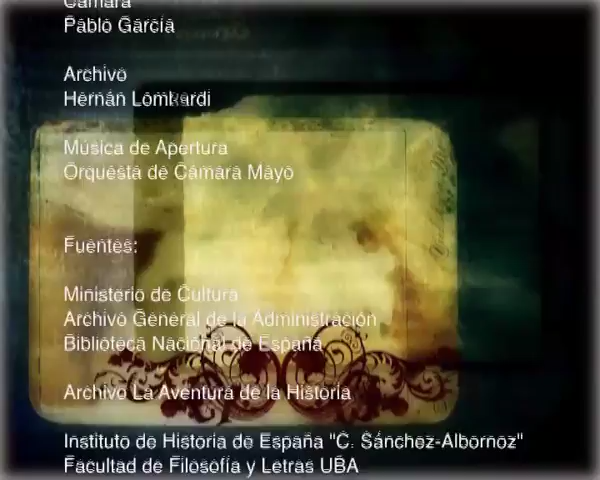 Cámara
Pablo García
Archivo
Hernán Lombardi
Música de Apertura
Orquesta de Cámara Mayo
Fuentes:
Ministerio de Cultura
Archivo General de la Administración
Biblioteca Nacional de España
Archivo La Aventura de la Historia
Instituto de Historia de España "C. Sánchez-Albornoz"
Facultad de Filosofía y Letras UBA